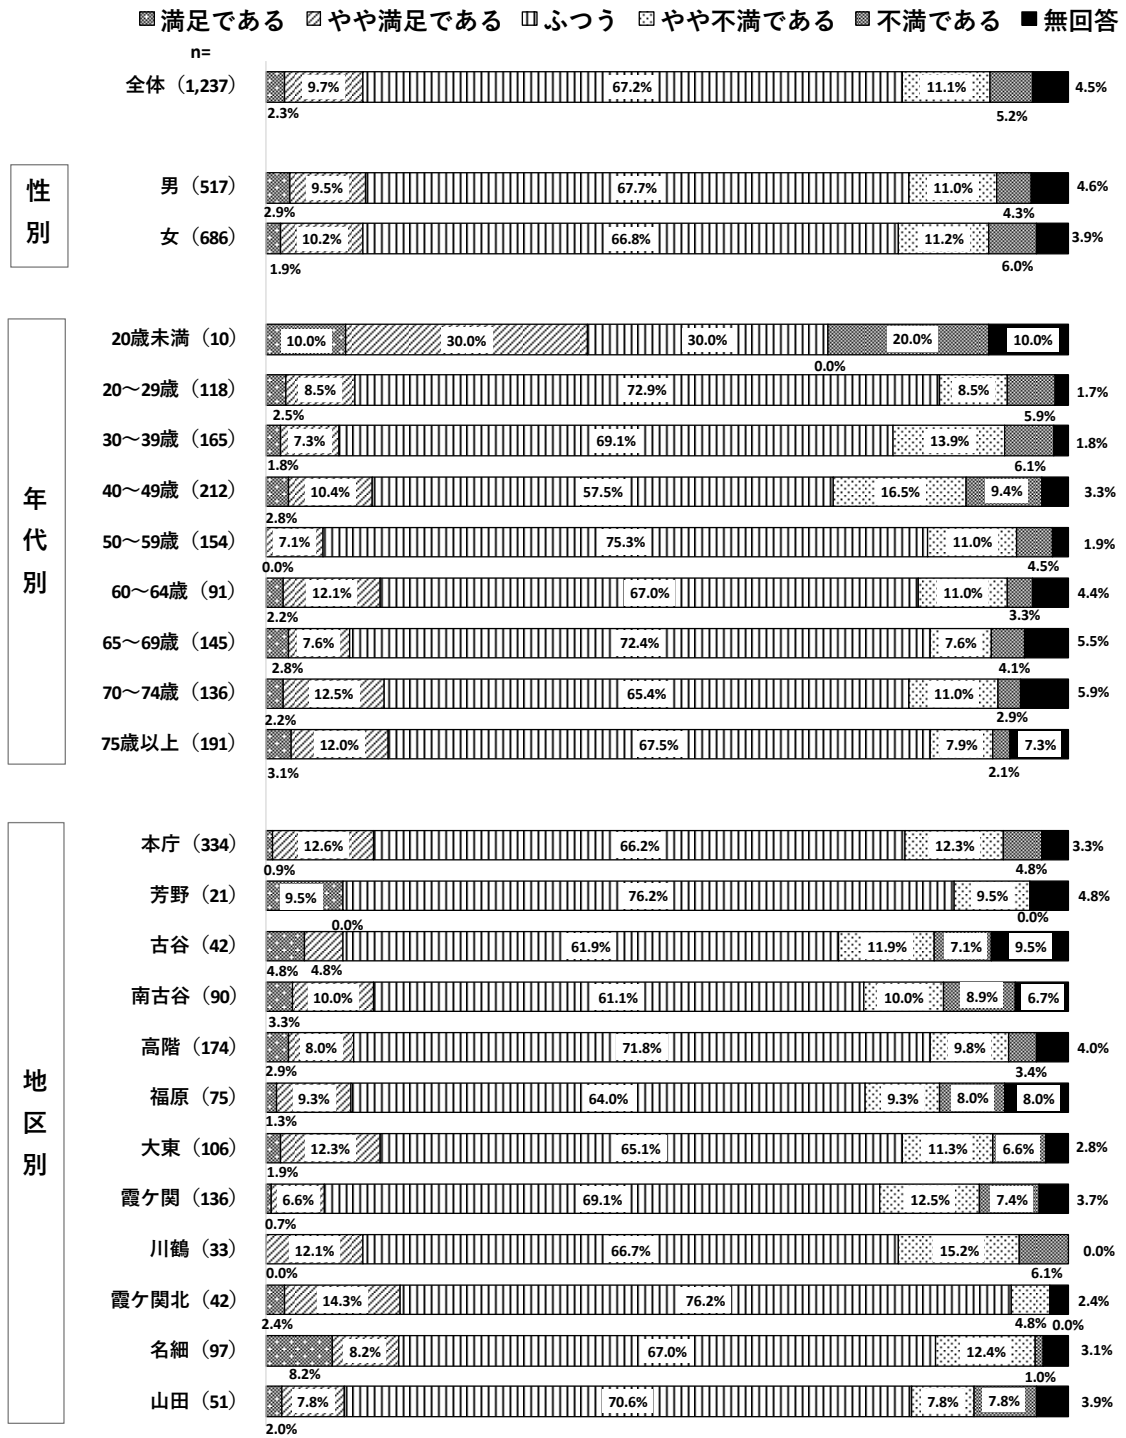 満足である やや満足である ふつう やや不満である 不満である 無回答
n=
全体（1,237） 9.7% 67.2% 11.1% 4.5%
2.3% 5.2%
性別
男（517） 9.5% 67.7% 11.0% 4.6%
2.9% 4.3%
女（686） 10.2% 66.8% 11.2% 3.9%
1.9% 6.0%
年代別
20歳未満（10） 10.0% 30.0% 30.0% 20.0% 10.0%
0.0%
20～29歳（118） 8.5% 72.9% 8.5% 1.7%
2.5% 5.9%
30～39歳（165） 7.3% 69.1% 13.9% 1.8%
1.8% 6.1%
40～49歳（212） 10.4% 57.5% 16.5% 9.4% 3.3%
2.8%
50～59歳（154） 7.1% 75.3% 11.0% 1.9%
0.0% 4.5%
60～64歳（91） 12.1% 67.0% 11.0% 4.4%
2.2% 3.3%
65～69歳（145） 7.6% 72.4% 7.6% 5.5%
2.8% 4.1%
70～74歳（136） 12.5% 65.4% 11.0% 5.9%
2.2% 2.9%
75歳以上（191） 12.0% 67.5% 7.9% 7.3%
3.1% 2.1%
地区別
本庁（334） 12.6% 66.2% 12.3% 3.3%
0.9% 4.8%
芳野（21） 9.5% 76.2% 9.5% 4.8%
0.0% 0.0%
古谷（42） 61.9% 11.9% 7.1% 9.5%
4.8% 4.8%
南古谷（90） 10.0% 61.1% 10.0% 8.9% 6.7%
3.3%
高階（174） 8.0% 71.8% 9.8% 4.0%
2.9% 3.4%
福原（75） 9.3% 64.0% 9.3% 8.0% 8.0%
1.3%
大東（106） 12.3% 65.1% 11.3% 6.6% 2.8%
1.9%
霞ケ関（136） 6.6% 69.1% 12.5% 7.4% 3.7%
0.7%
川鶴（33） 12.1% 66.7% 15.2% 0.0%
0.0% 6.1%
霞ケ関北（42） 14.3% 76.2% 2.4%
2.4% 4.8% 0.0%
名細（97） 8.2% 67.0% 12.4% 3.1%
8.2% 1.0%
山田（51） 7.8% 70.6% 7.8% 7.8% 3.9%
2.0%